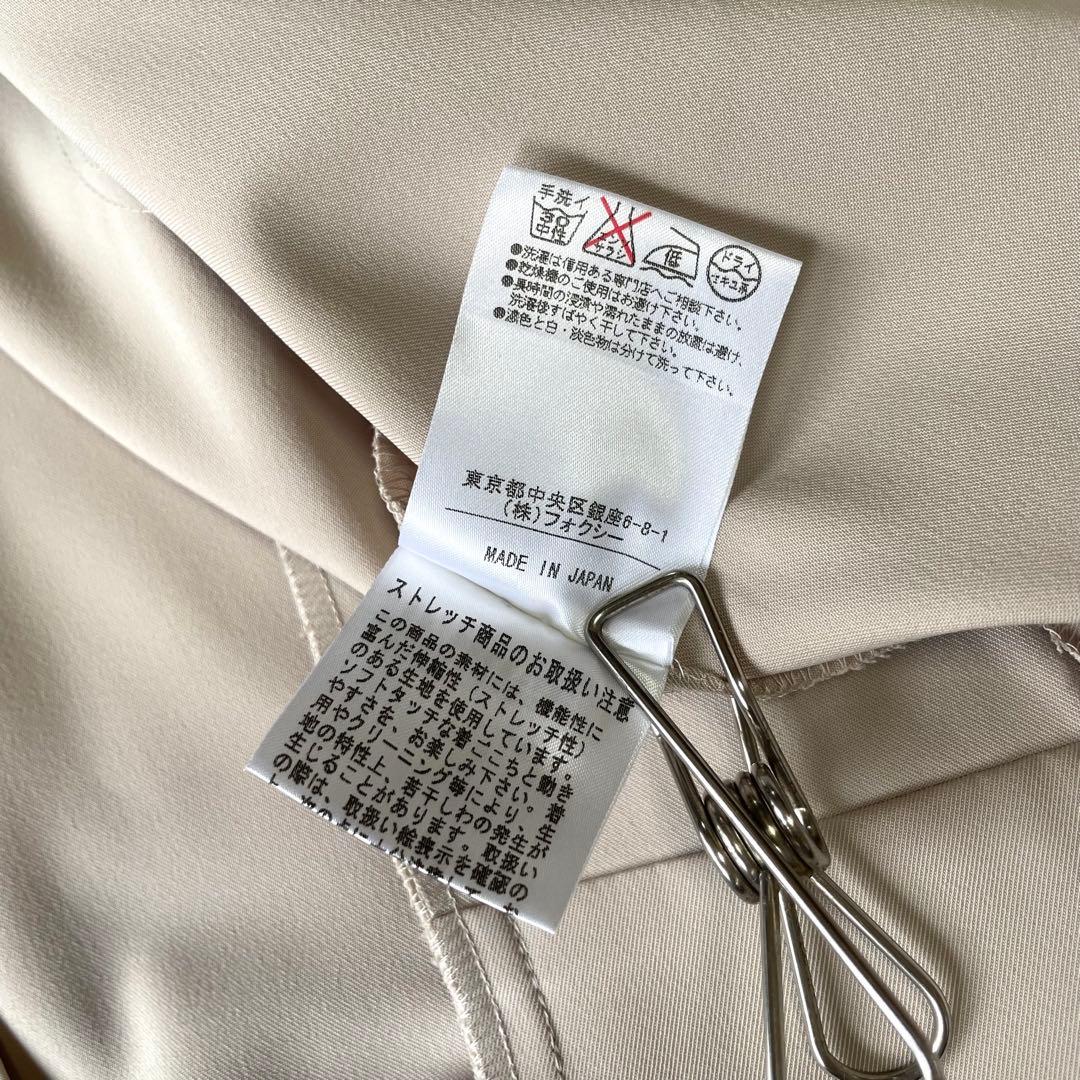 手洗イ
30
中性
エンソ
サラシ
低
ドライ
セキユ系
●洗濯は信用ある専門店へご相談下さい。
●乾燥機のご使用はお避け下さい。
●長時間の浸漬や濡れたままの放置は避け、
洗濯後すばやく干して下さい。
●濃色と白・淡色物は分けて洗って下さい。
東京都中央区銀座6-8-1
(株)フォクシー
MADE IN JAPAN
ストレッチ商品のお取扱い注意
この商品の素材には、機能性に
富んだ伸縮性(ストレッチ性)
のある生地を使用しています。
ソフトタッチな着ごこちと動き
やすさを、お楽しみ下さい。着
用やクリーニング等により、生
地の特性上、若干しわの発生が
生じることがあります。取扱い
の際は、取扱い絵表示を確認の